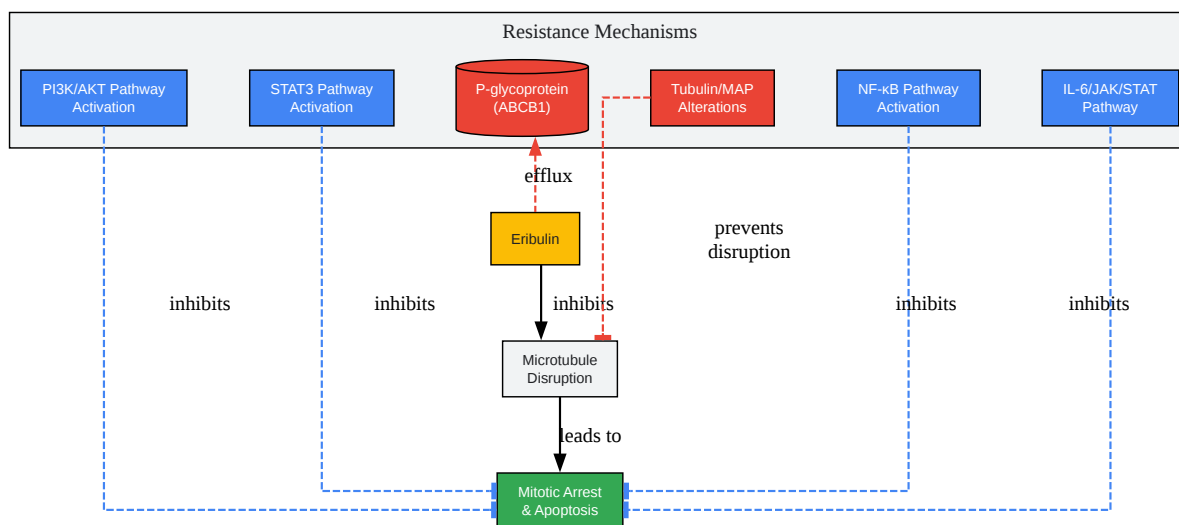 Resistance Mechanisms
PI3K/AKT Pathway
Activation
STAT3 Pathway
Activation
P-glycoprotein
(ABCB1)
Tubulin/MAP
Alterations
NF-κB Pathway
Activation
IL-6/JAK/STAT
Pathway
efflux
Eribulin
prevents
disruption
inhibits
inhibits
inhibits
inhibits
inhibits
Microtubule
Disruption
leads to
Mitotic Arrest
& Apoptosis